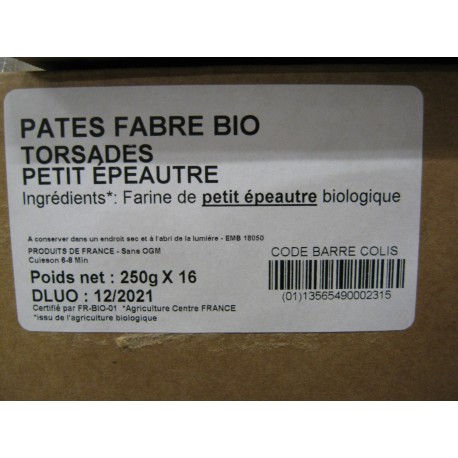 PATES FABRE BIO
TORSADES
PETIT ÉPEAUTRE
Ingrédients*: Farine de petit épeautre biologique
A conserver dans un endroit sec et à l'abri de la lumière - EMB 18050
PRODUITS DE FRANCE - Sans OGM
Cuisson 6-8 Min
Poids net : 250g X 16
DLUO : 12/2021
Certifié par FR-BIO-01 *Agriculture Centre FRANCE
*issu de l'agriculture biologique
CODE BARRE COLIS
(01)13565490002315